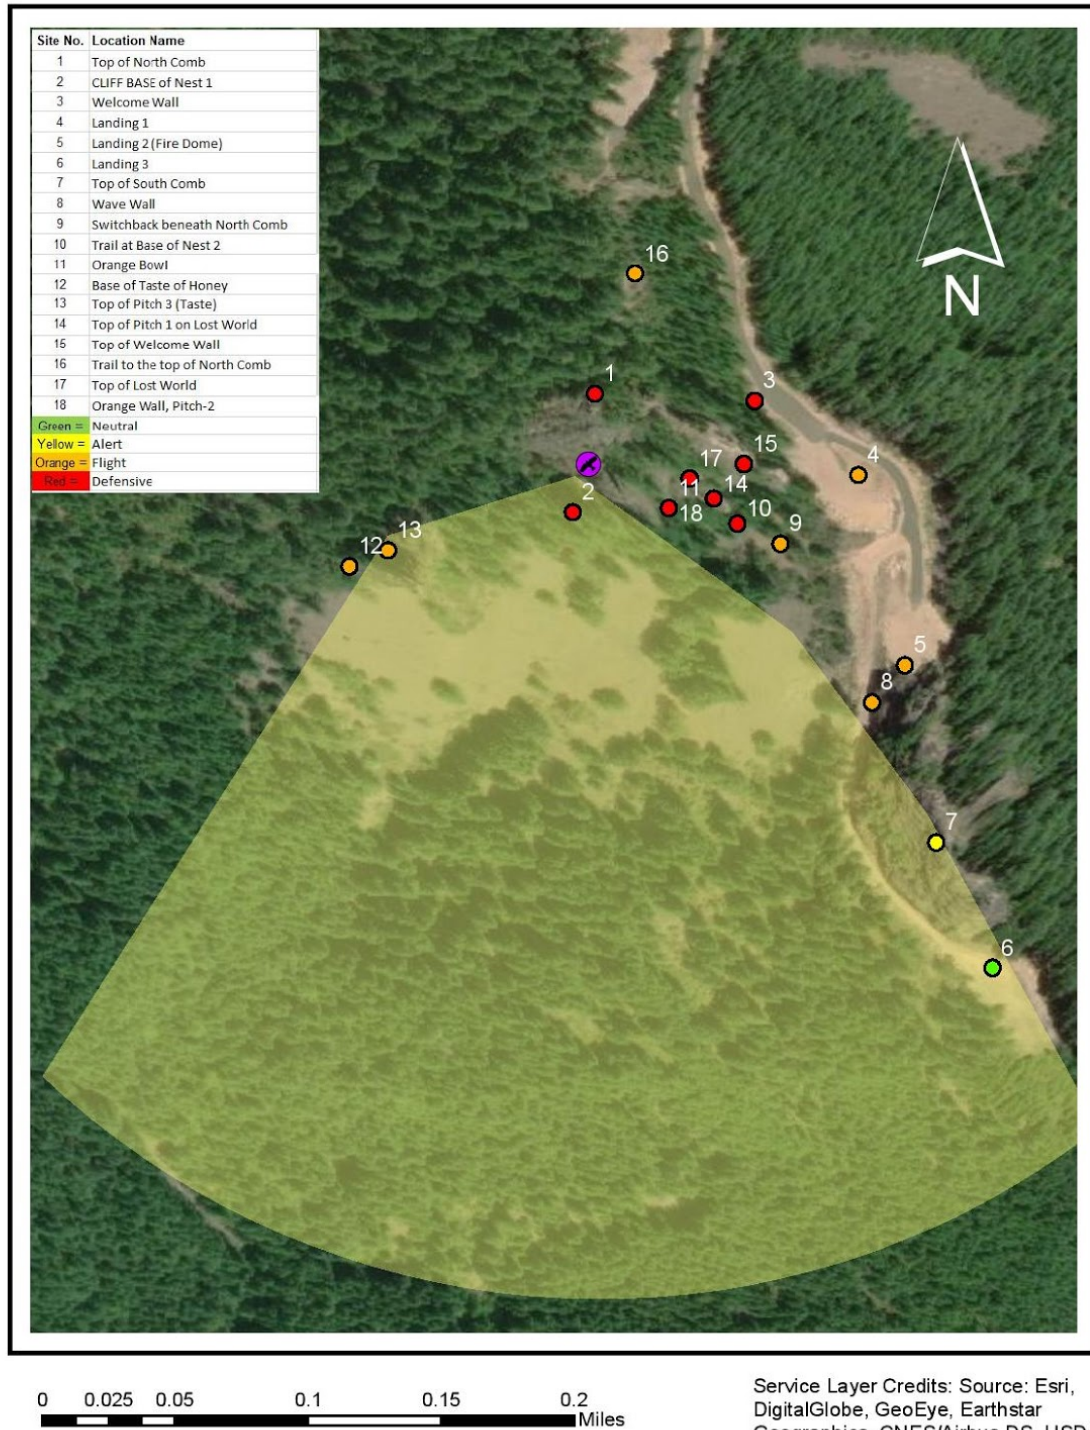 Site No. Location Name
1 Top of North Comb
2 CLIFF BASE of Nest 1
3 Welcome Wall
4 Landing 1
5 Landing 2 (Fire Dome)
6 Landing 3
7 Top of South Comb
8 Wave Wall
9 Switchback beneath North Comb
10 Trail at Base of Nest 2
11 Orange Bowl
12 Base of Taste of Honey
13 Top of Pitch 3 (Taste)
14 Top of Pitch 1 on Lost World
15 Top of Welcome Wall
16 Trail to the top of North Comb
17 Top of Lost World
18 Orange Wall, Pitch-2
Green = Neutral
Yellow = Alert
Orange = Flight
Red = Defensive
16
N
1
3
15
4
17
11
14
2
18
10
9
13
12
5
8
7
6
0 0.025 0.05 0.1 0.15 0.2
Miles
Service Layer Credits: Source: Esri,
DigitalGlobe, GeoEye, Earthstar
Geographics, CNES/Airbus DS, USD